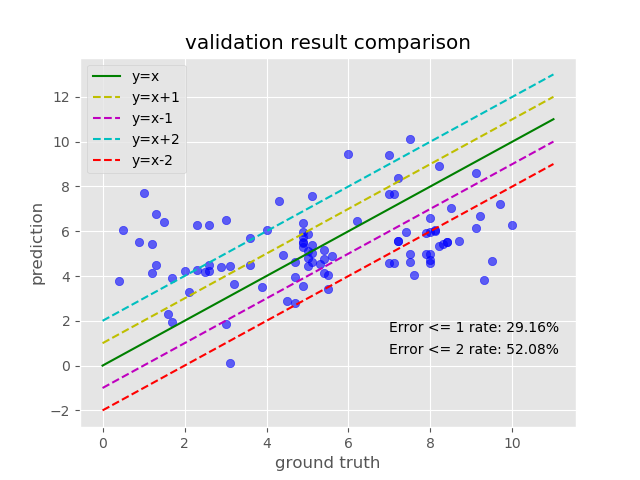 validation result comparison
y=x
y=x+1
y=x-1
y=x+2
y=x-2
12
10
8
6
4
2
0
−2
prediction
Error <= 1 rate: 29.16%
Error <= 2 rate: 52.08%
0 2 4 6 8 10
ground truth